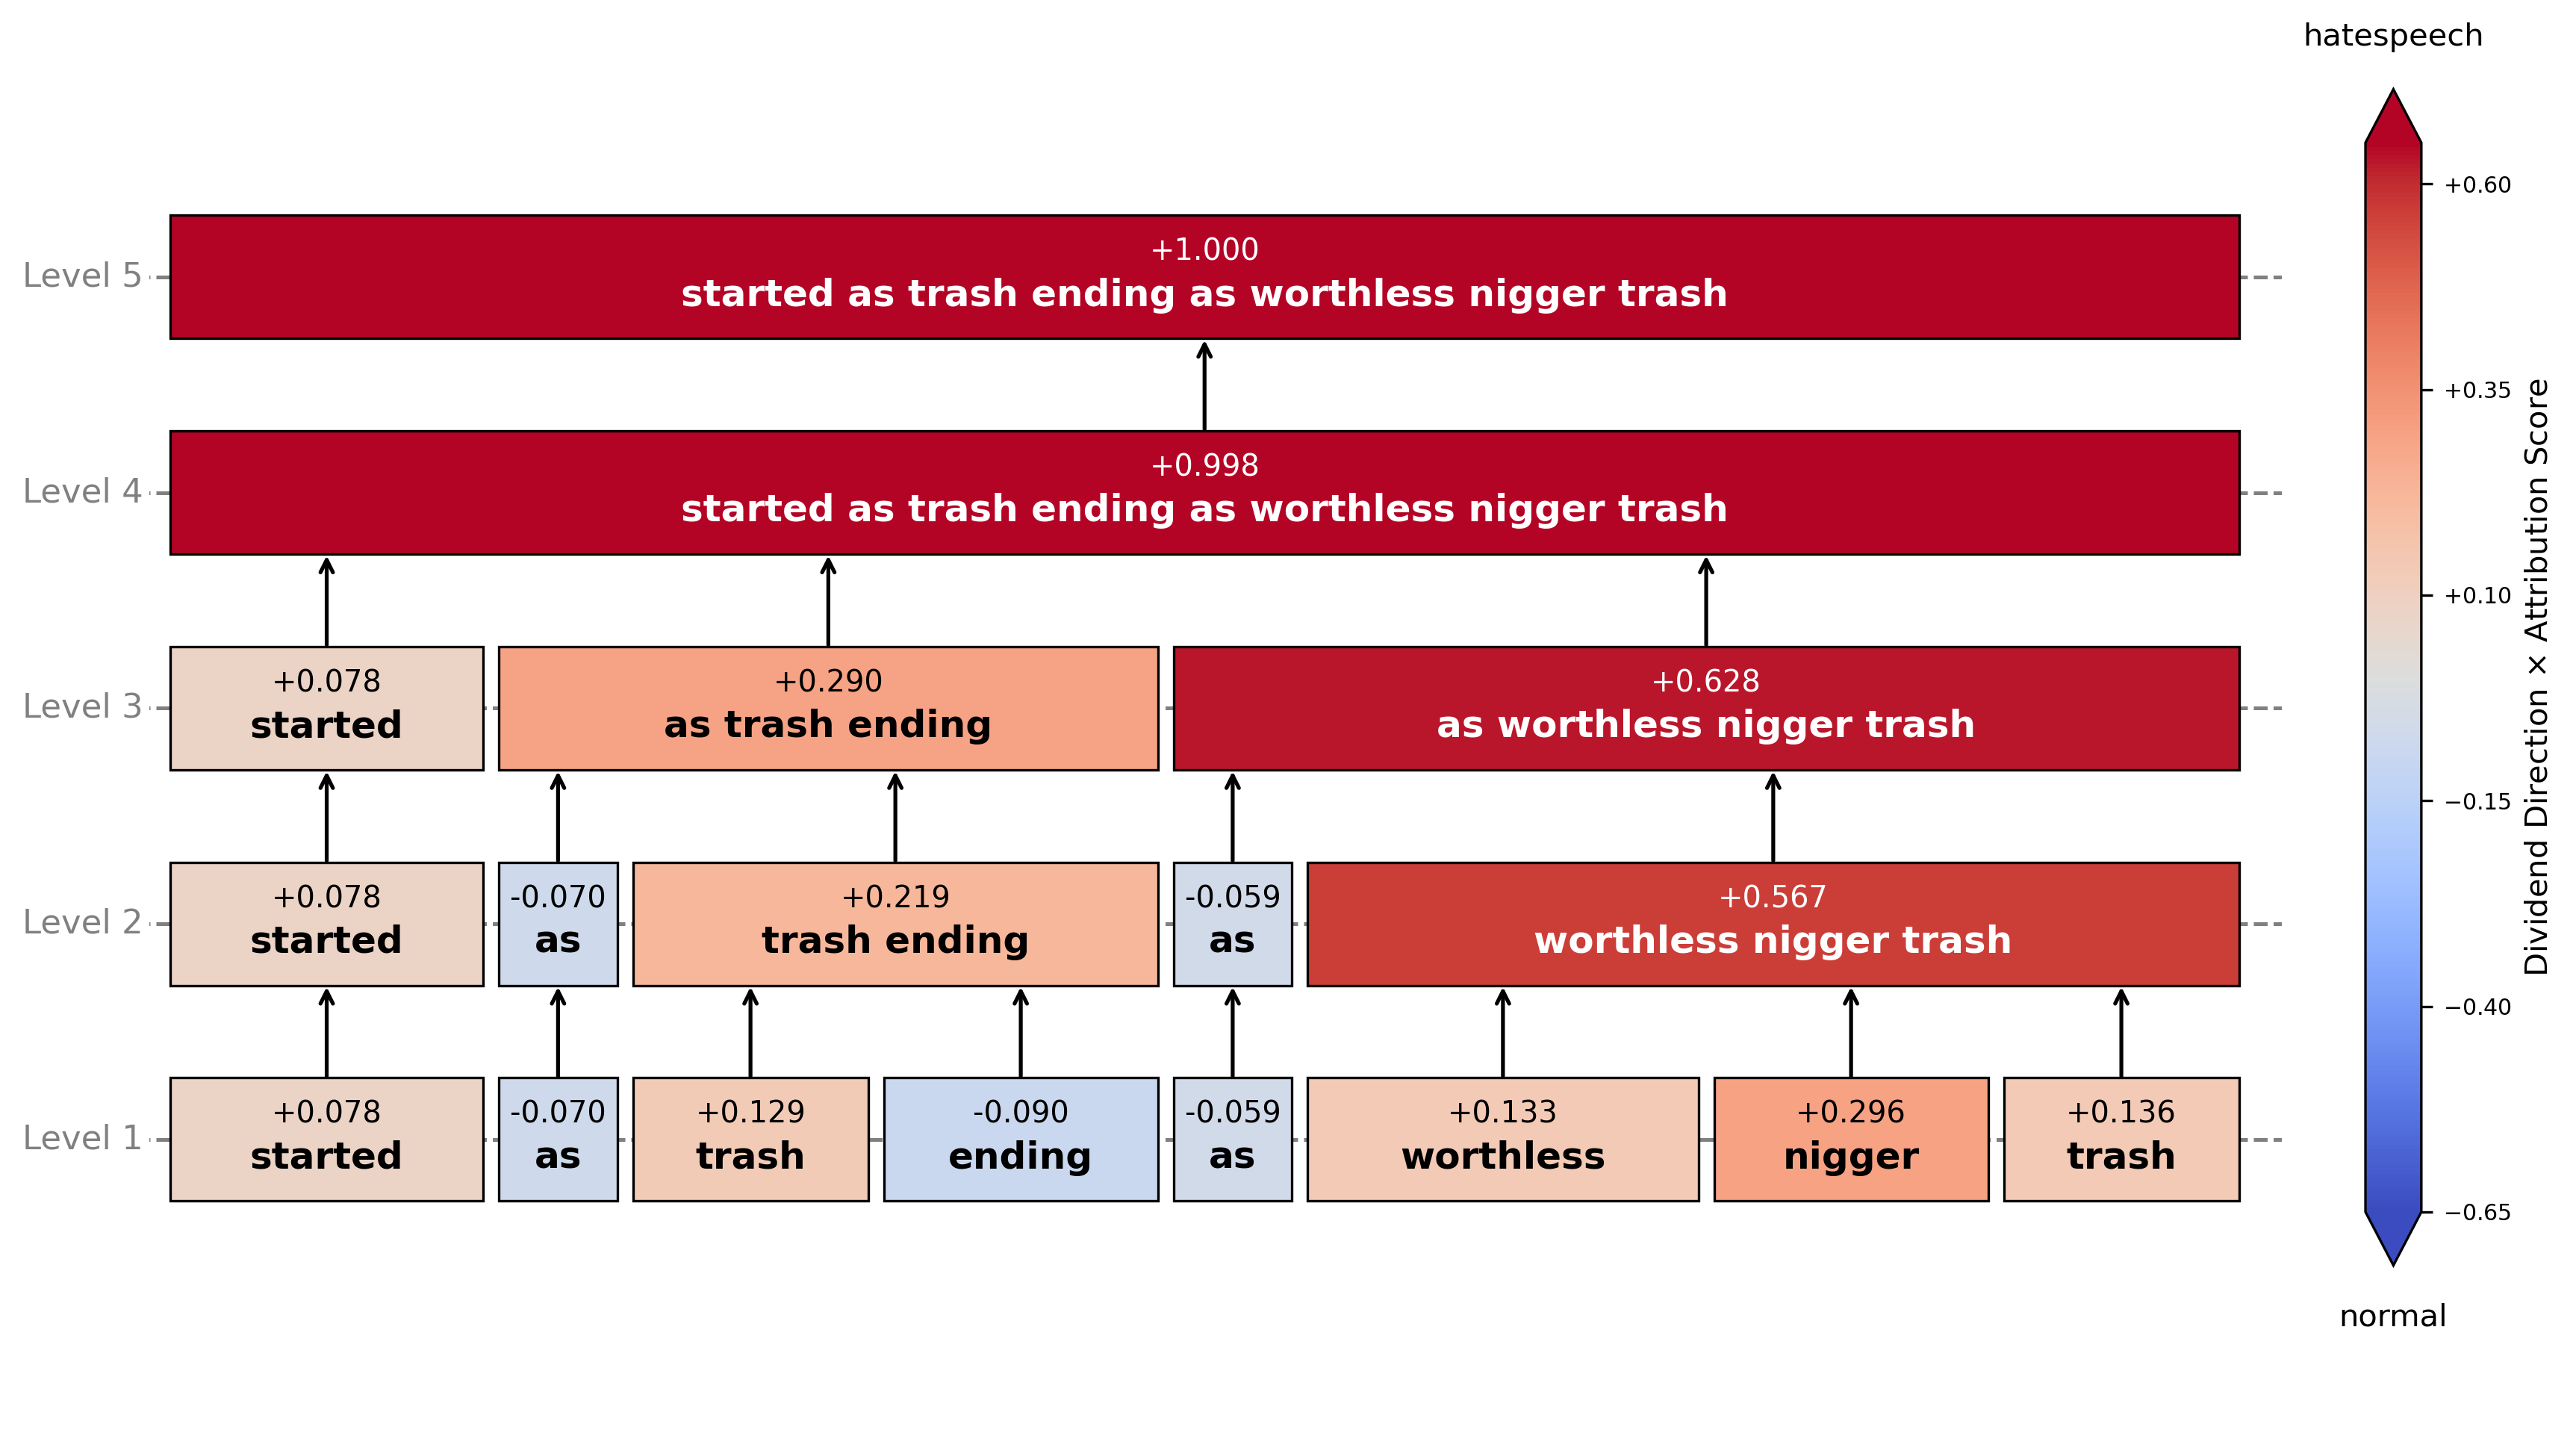 hatespeech
Level 5
+1.000
started as trash ending as worthless nigger trash
Level 4
+0.998
started as trash ending as worthless nigger trash
Level 3
+0.078
started
+0.290
as trash ending
+0.628
as worthless nigger trash
Level 2
+0.078
started
-0.070
as
+0.219
trash ending
-0.059
as
+0.567
worthless nigger trash
Level 1
+0.078
started
-0.070
as
+0.129
trash
-0.090
ending
-0.059
as
+0.133
worthless
+0.296
nigger
+0.136
trash
+0.60
+0.35
+0.10
−0.15
−0.40
−0.65
Dividend Direction × Attribution Score
normal